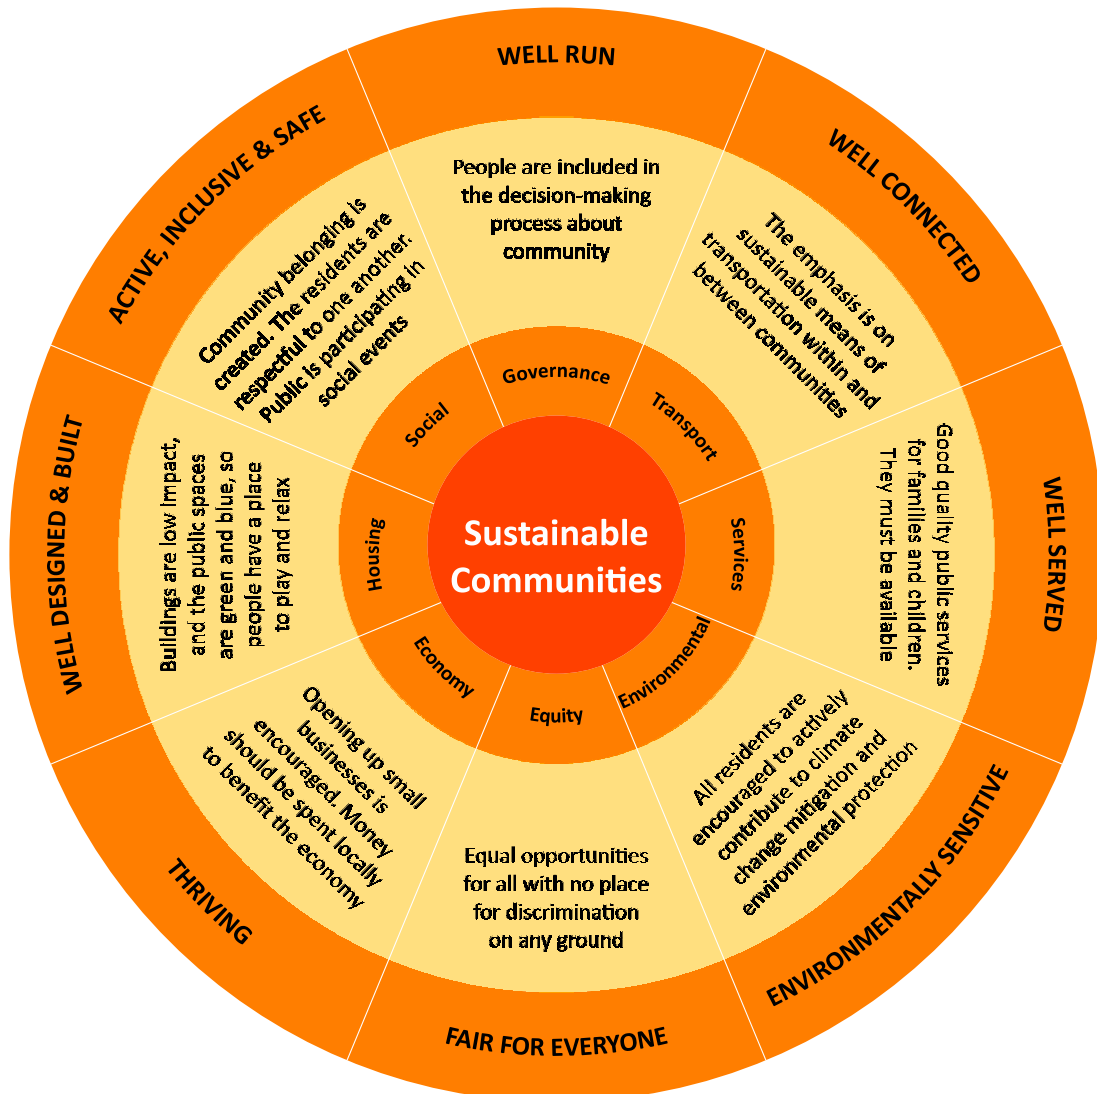 WELL RUN
People are included in
the decision-making
process about
community
Governance
WELL CONNECTED
The emphasis is on
sustainable means of
transportation within and
between communities
Transport
WELL SERVED
Good quality public services
for families and children.
They must be available
Services
ENVIRONMENTALLY SENSITIVE
All residents are
encouraged to actively
contribute to climate
change mitigation and
environmental protection
Environmental
FAIR FOR EVERYONE
Equal opportunities
for all with no place
for discrimination
on any ground
Equity
THRIVING
Opening up small
businesses is
encouraged. Money
should be spent locally
to benefit the economy
Economy
WELL DESIGNED & BUILT
Buildings are low impact,
and the public spaces
are green and blue, so
people have a place
to play and relax
Housing
ACTIVE, INCLUSIVE & SAFE
Community belonging is
created. The residents are
respectful to one another.
Public is participating in
social events
Social
Sustainable
Communities